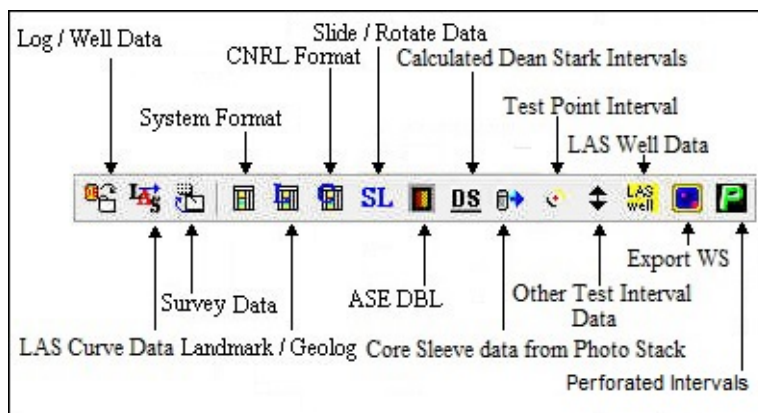 Slide / Rotate Data
Log / Well Data
CNRL Format
Calculated Dean Stark Intervals
System Format
Test Point Interval
LAS Well Data
LAS
SL
DS
LAS well
P
Export WS
Survey Data
ASE DBL
Other Test Interval
Data
LAS Curve Data
Landmark / Geolog
Core Sleeve data from Photo Stack
Perforated Intervals